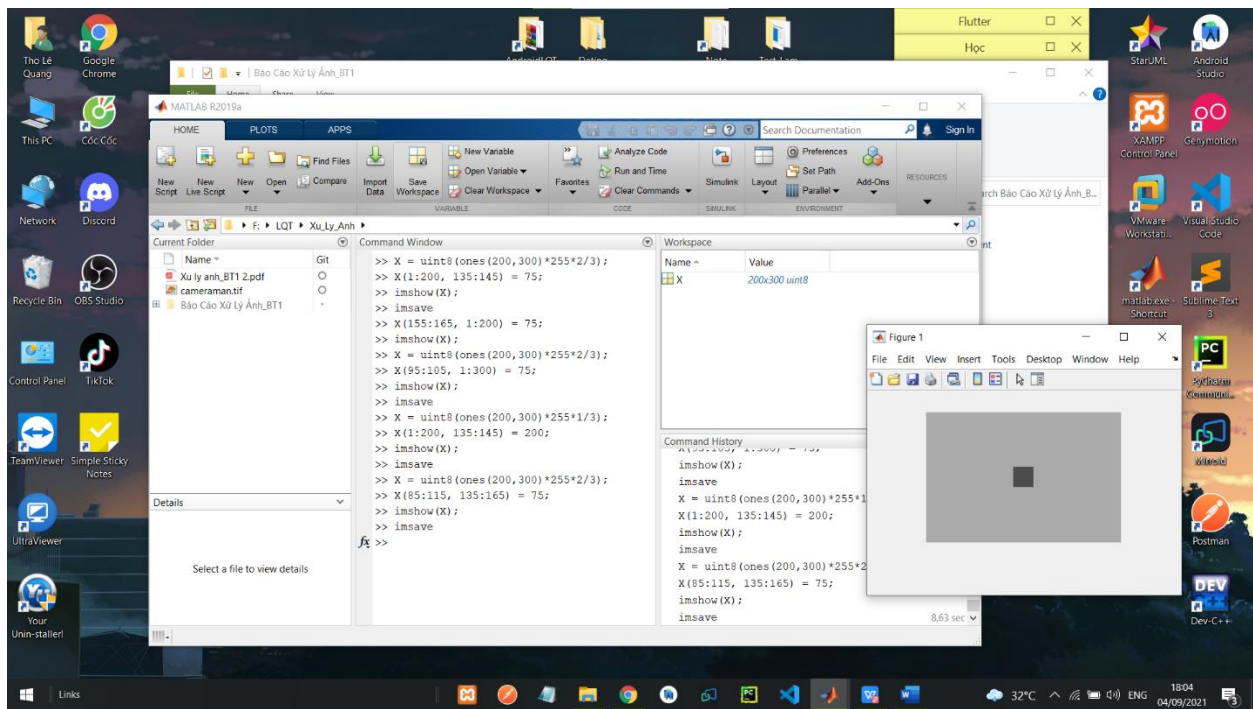 Tho Lê
Quang
Google
Chrome
This PC
Cốc Cốc
Network
Discord
Recycle Bin
OBS Studio
Control Panel
TikTok
TeamViewer
Simple Sticky
Notes
UltraViewer
Your
Unin-staller!
Flutter
Học
StarUML
Android
Studio
XAMPP
Control Panel
Genymotion
VMware
Workstati...
Visual Studio
Code
matlab.exe -
Shortcut
Sublime Text
3
PyCharm
Communi...
Postman
Dev-C++
Báo Cáo Xử Lý Ảnh_BT1
MATLAB R2019a
HOME PLOTS APPS
Search Documentation
Sign In
New
Script
New
Live Script
New
Open
Find Files
Compare
Import
Data
Save
Workspace
New Variable
Open Variable
Clear Workspace
Favorites
Analyze Code
Run and Time
Clear Commands
Simulink
Layout
Preferences
Set Path
Parallel
Add-Ons
RESOURCES
FILE VARIABLE CODE SIMULINK ENVIRONMENT
arch Báo Cáo Xử Lý Ảnh_B...
F: LQT Xu_Ly_Anh
Current Folder
Name
Git
Xu ly anh_BT1 2.pdf
cameraman.tif
Báo Cáo Xử Lý Ảnh_BT1
Details
Select a file to view details
Command Window
>> X = uint8(ones(200,300)*255*2/3);
>> X(1:200, 135:145) = 75;
>> imshow(X);
>> imsave
>> X(155:165, 1:200) = 75;
>> imshow(X);
>> X = uint8(ones(200,300)*255*2/3);
>> X(95:105, 1:300) = 75;
>> imshow(X);
>> imsave
>> X = uint8(ones(200,300)*255*1/3);
>> X(1:200, 135:145) = 200;
>> imshow(X);
>> imsave
>> X = uint8(ones(200,300)*255*2/3);
>> X(85:115, 135:165) = 75;
>> imshow(X);
>> imsave
fx >>
Workspace
Name Value
X 200x300 uint8
Command History
imshow(X);
imsave
X = uint8(ones(200,300)*255*1
X(1:200, 135:145) = 200;
imshow(X);
imsave
X = uint8(ones(200,300)*255*2
X(85:115, 135:165) = 75;
imshow(X);
imsave
8,63 sec
Figure 1
File Edit View Insert Tools Desktop Window Help
Links
32°C
ENG
18:04
04/09/2021